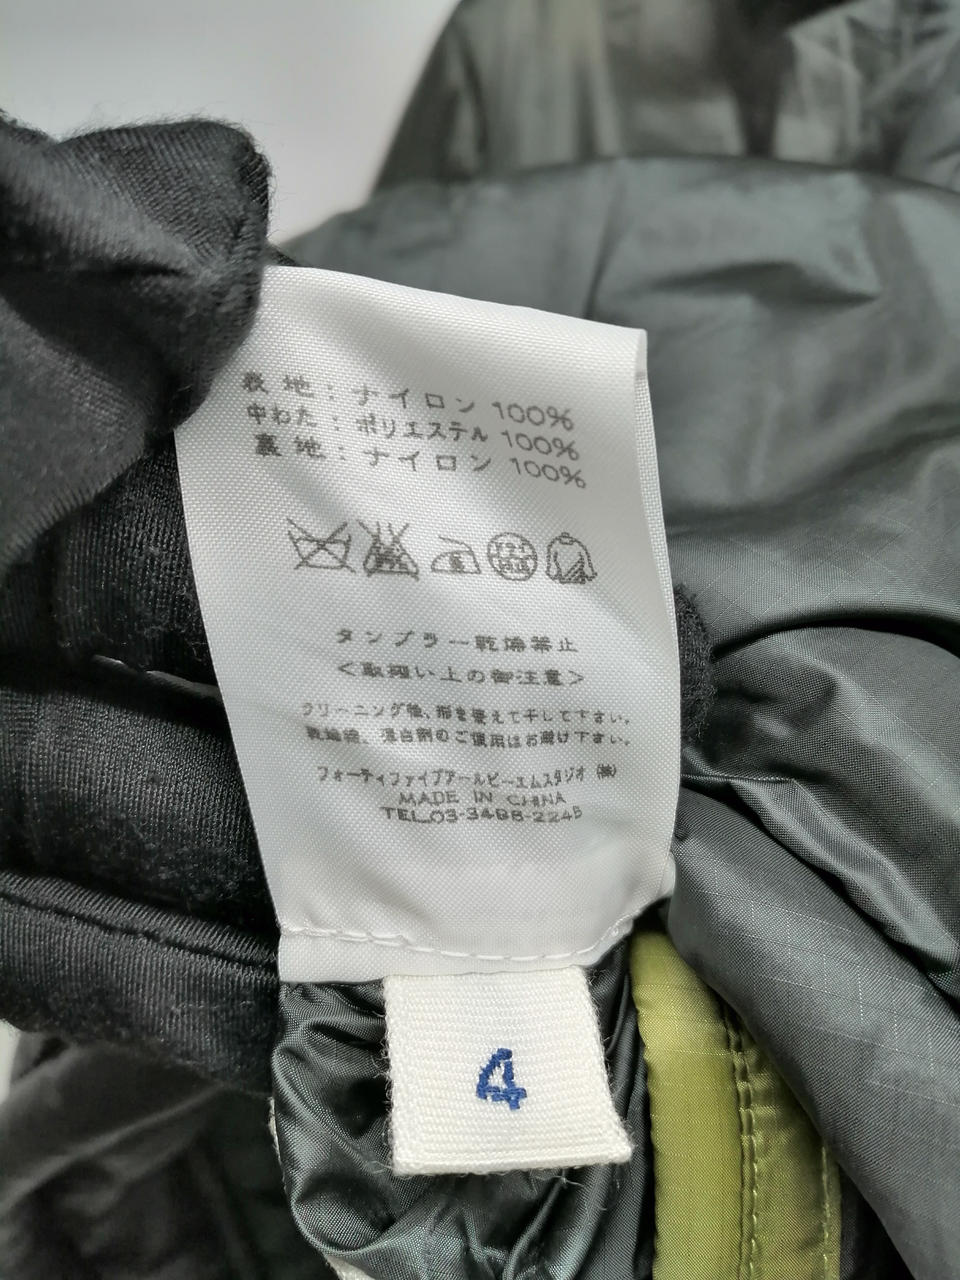 表地：ナイロン 100%
中わた：ポリエステル 100%
裏地：ナイロン 100%
タンブラー乾燥禁止
<取扱い上の御注意>
クリーニング後、形を整えて干して下さい。
漂白剤のご使用はお避け下さい。
フォーティファイブアールピーエムスタジオ㈱
MADE IN CHINA
TEL.03-3498-2245
4